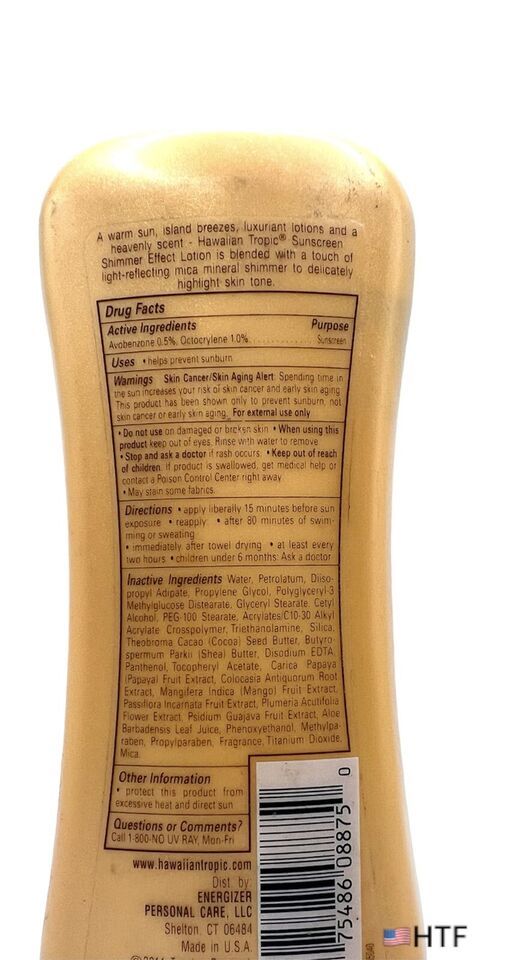 A warm sun, island breezes, luxuriant lotions and a
heavenly scent - Hawaiian Tropic® Sunscreen
Shimmer Effect Lotion is blended with a touch of
light-reflecting mica mineral shimmer to delicately
highlight skin tone.
Drug Facts
Active Ingredients Purpose
Avobenzone 0.5%, Octocrylene 1.0% Sunscreen
Uses • helps prevent sunburn
Warnings Skin Cancer/Skin Aging Alert: Spending time in
the sun increases your risk of skin cancer and early skin aging
This product has been shown only to prevent sunburn, not
skin cancer or early skin aging. For external use only
• Do not use on damaged or broken skin • When using this
product keep out of eyes. Rinse with water to remove
• Stop and ask a doctor if rash occurs. • Keep out of reach
of children. If product is swallowed, get medical help or
contact a Poison Control Center right away
• May stain some fabrics.
Directions • apply liberally 15 minutes before sun
exposure • reapply: • after 80 minutes of swim-
ming or sweating
• immediately after towel drying • at least every
two hours • children under 6 months: Ask a doctor
Inactive Ingredients Water, Petrolatum, Diiso-
propyl Adipate, Propylene Glycol, Polyglyceryl-3
Methylglucose Distearate, Glyceryl Stearate, Cetyl
Alcohol, PEG-100 Stearate, Acrylates/C10-30 Alkyl
Acrylate Crosspolymer, Triethanolamine, Silica,
Theobroma Cacao (Cocoa) Seed Butter, Butyro-
spermum Parkii (Shea) Butter, Disodium EDTA,
Panthenol, Tocopheryl Acetate, Carica Papaya
(Papaya) Fruit Extract, Colocasia Antiquorum Root
Extract, Mangifera Indica (Mango) Fruit Extract,
Passiflora Incarnata Fruit Extract, Plumeria Acutifolia
Flower Extract, Psidium Guajava Fruit Extract, Aloe
Barbadensis Leaf Juice, Phenoxyethanol, Methylpa-
raben, Propylparaben, Fragrance, Titanium Dioxide,
Mica.
Other Information
• protect this product from
excessive heat and direct sun
Questions or Comments?
Call 1-800-NO UV RAY, Mon-Fri
www.hawaiiantropic.com
Dist by:
ENERGIZER
PERSONAL CARE, LLC
Shelton, CT 06484
Made in U.S.A.
75486 08875 0
HTF